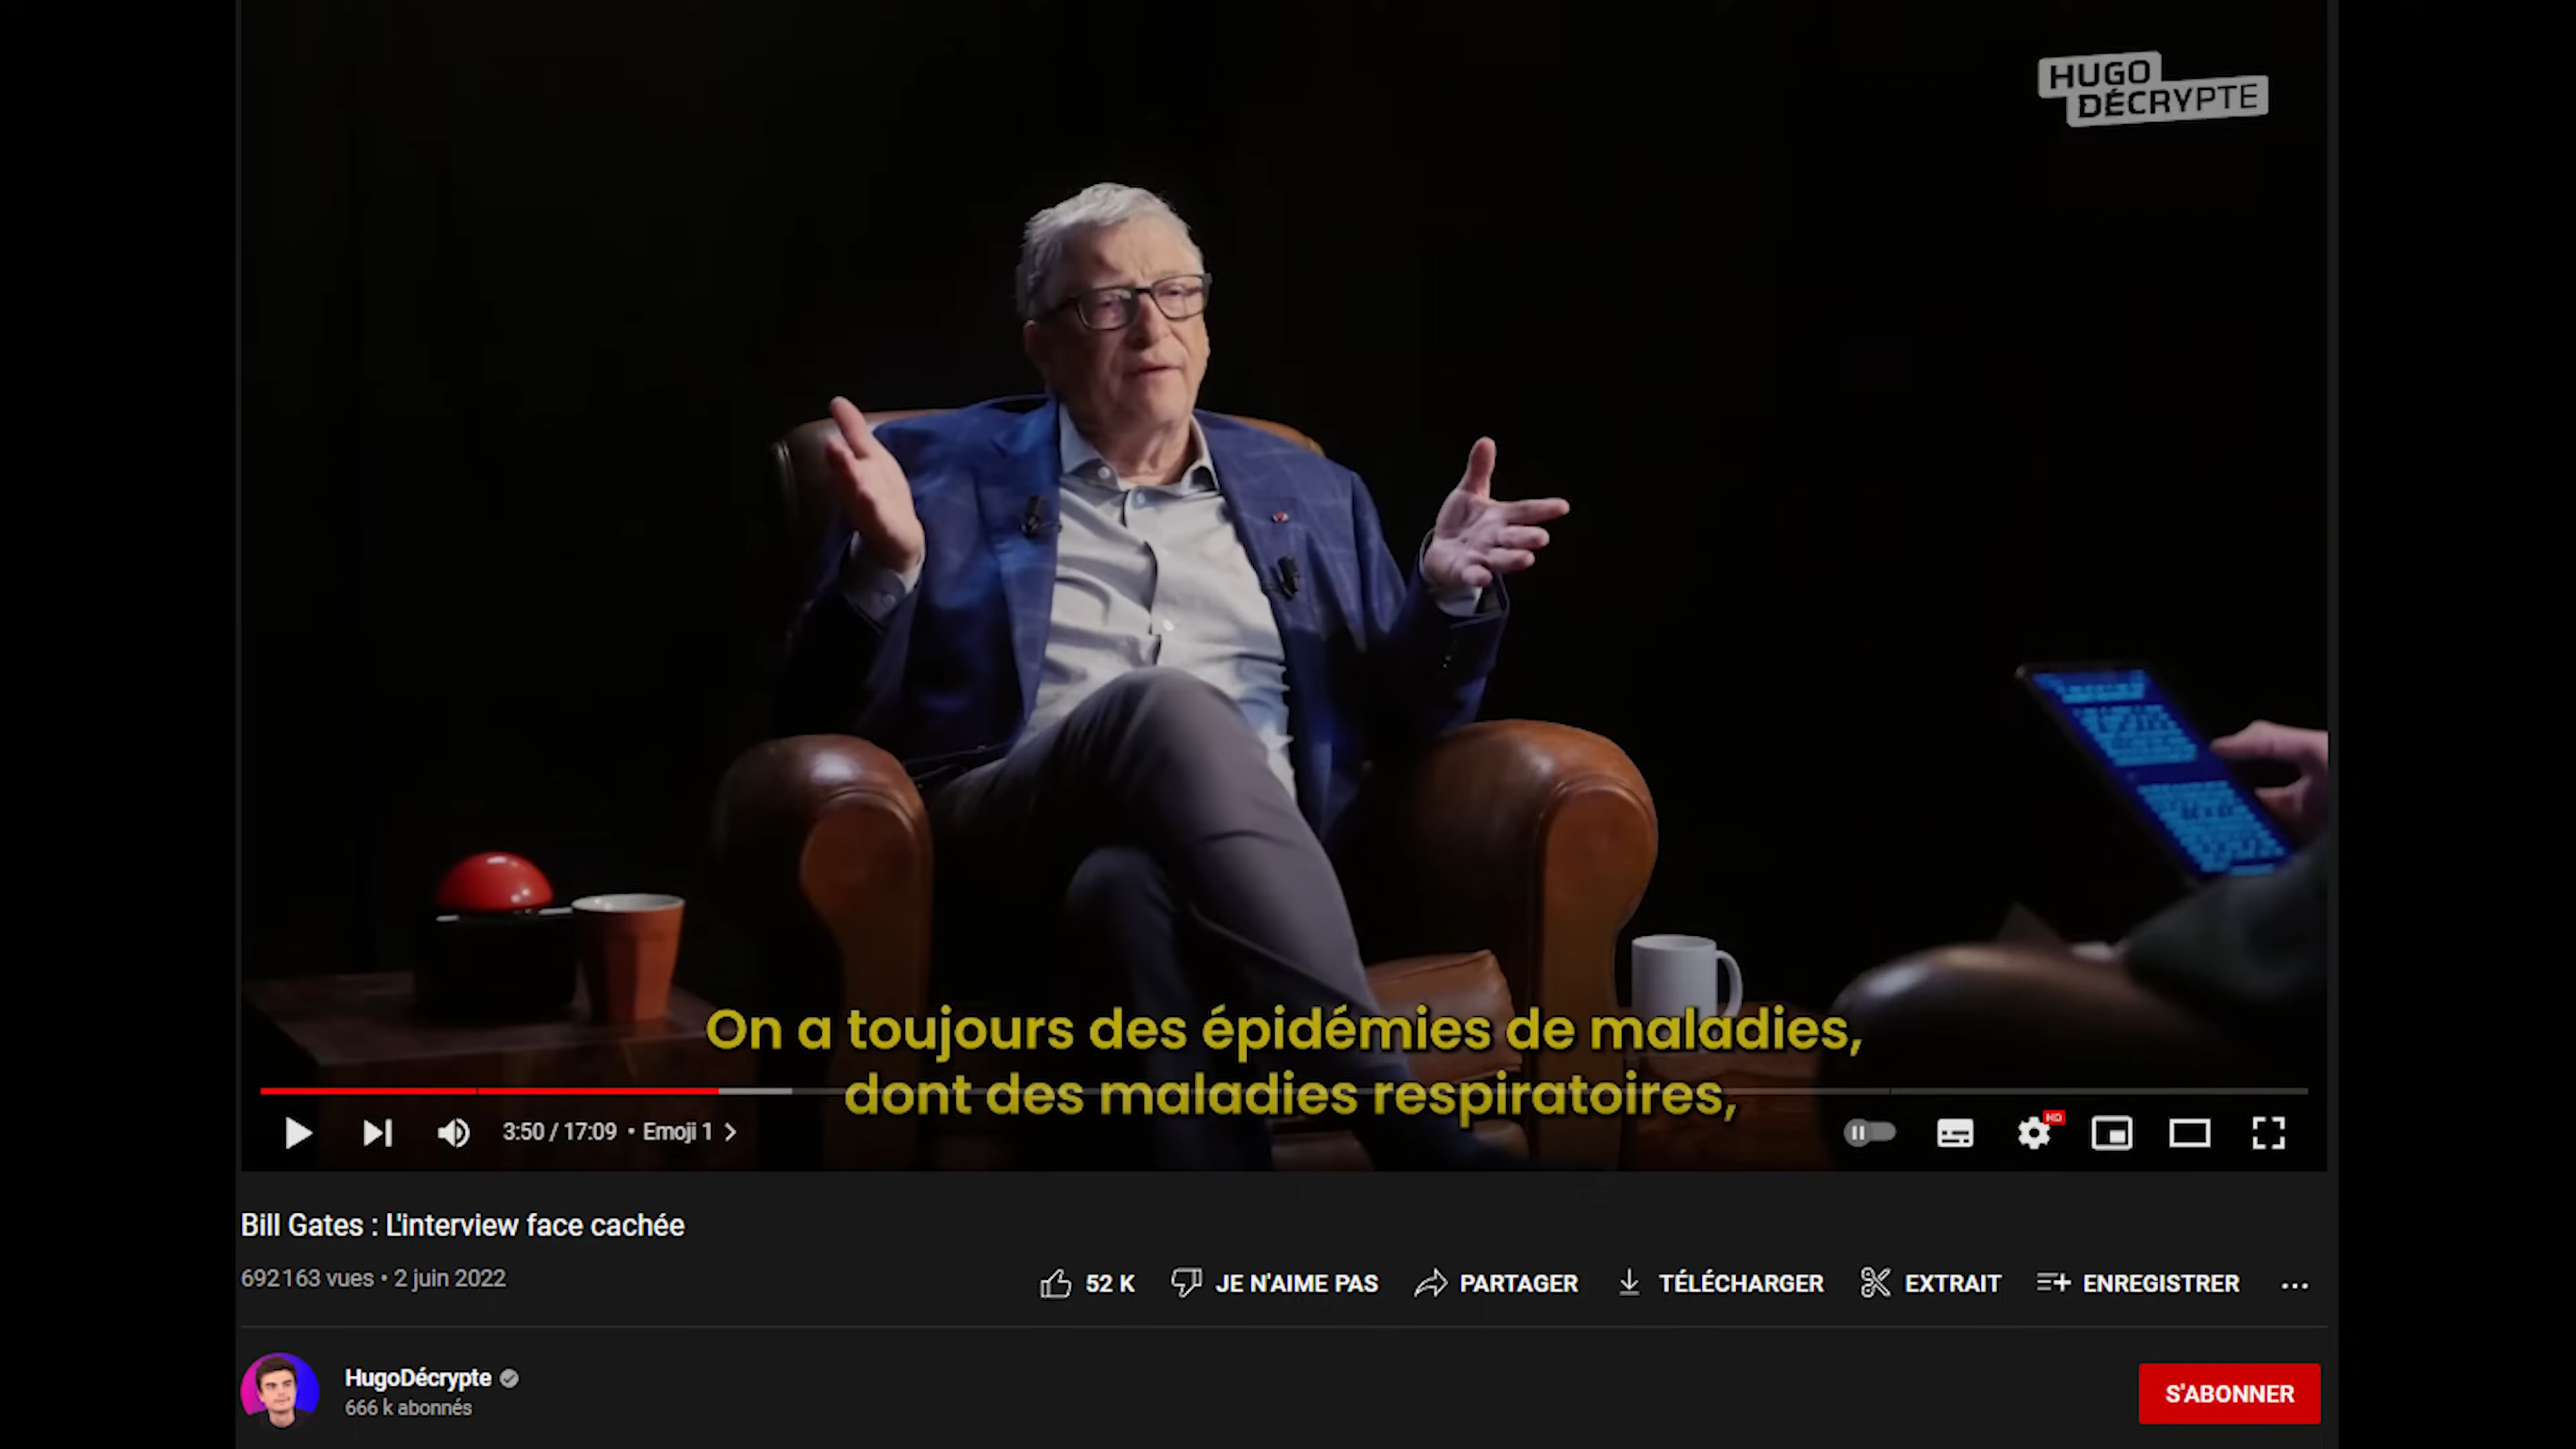 HUGO
DÉCRYPTE
On a toujours des épidémies de maladies,
dont des maladies respiratoires,
3:50 / 17:09 • Emoji 1
HD
Bill Gates : L'interview face cachée
692 163 vues • 2 juin 2022
52 K
JE N'AIME PAS
PARTAGER
TÉLÉCHARGER
EXTRAIT
ENREGISTRER
HugoDécrypte
666 k abonnés
S'ABONNER